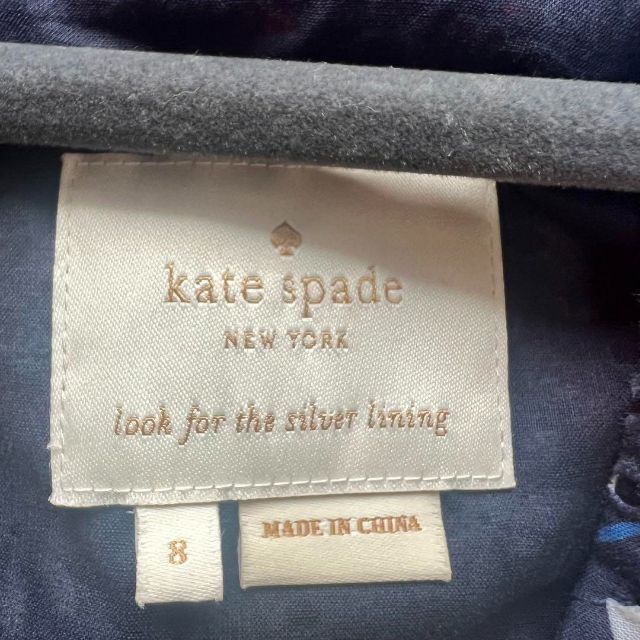 kate spade
NEW YORK
look for the silver lining
8
MADE IN CHINA